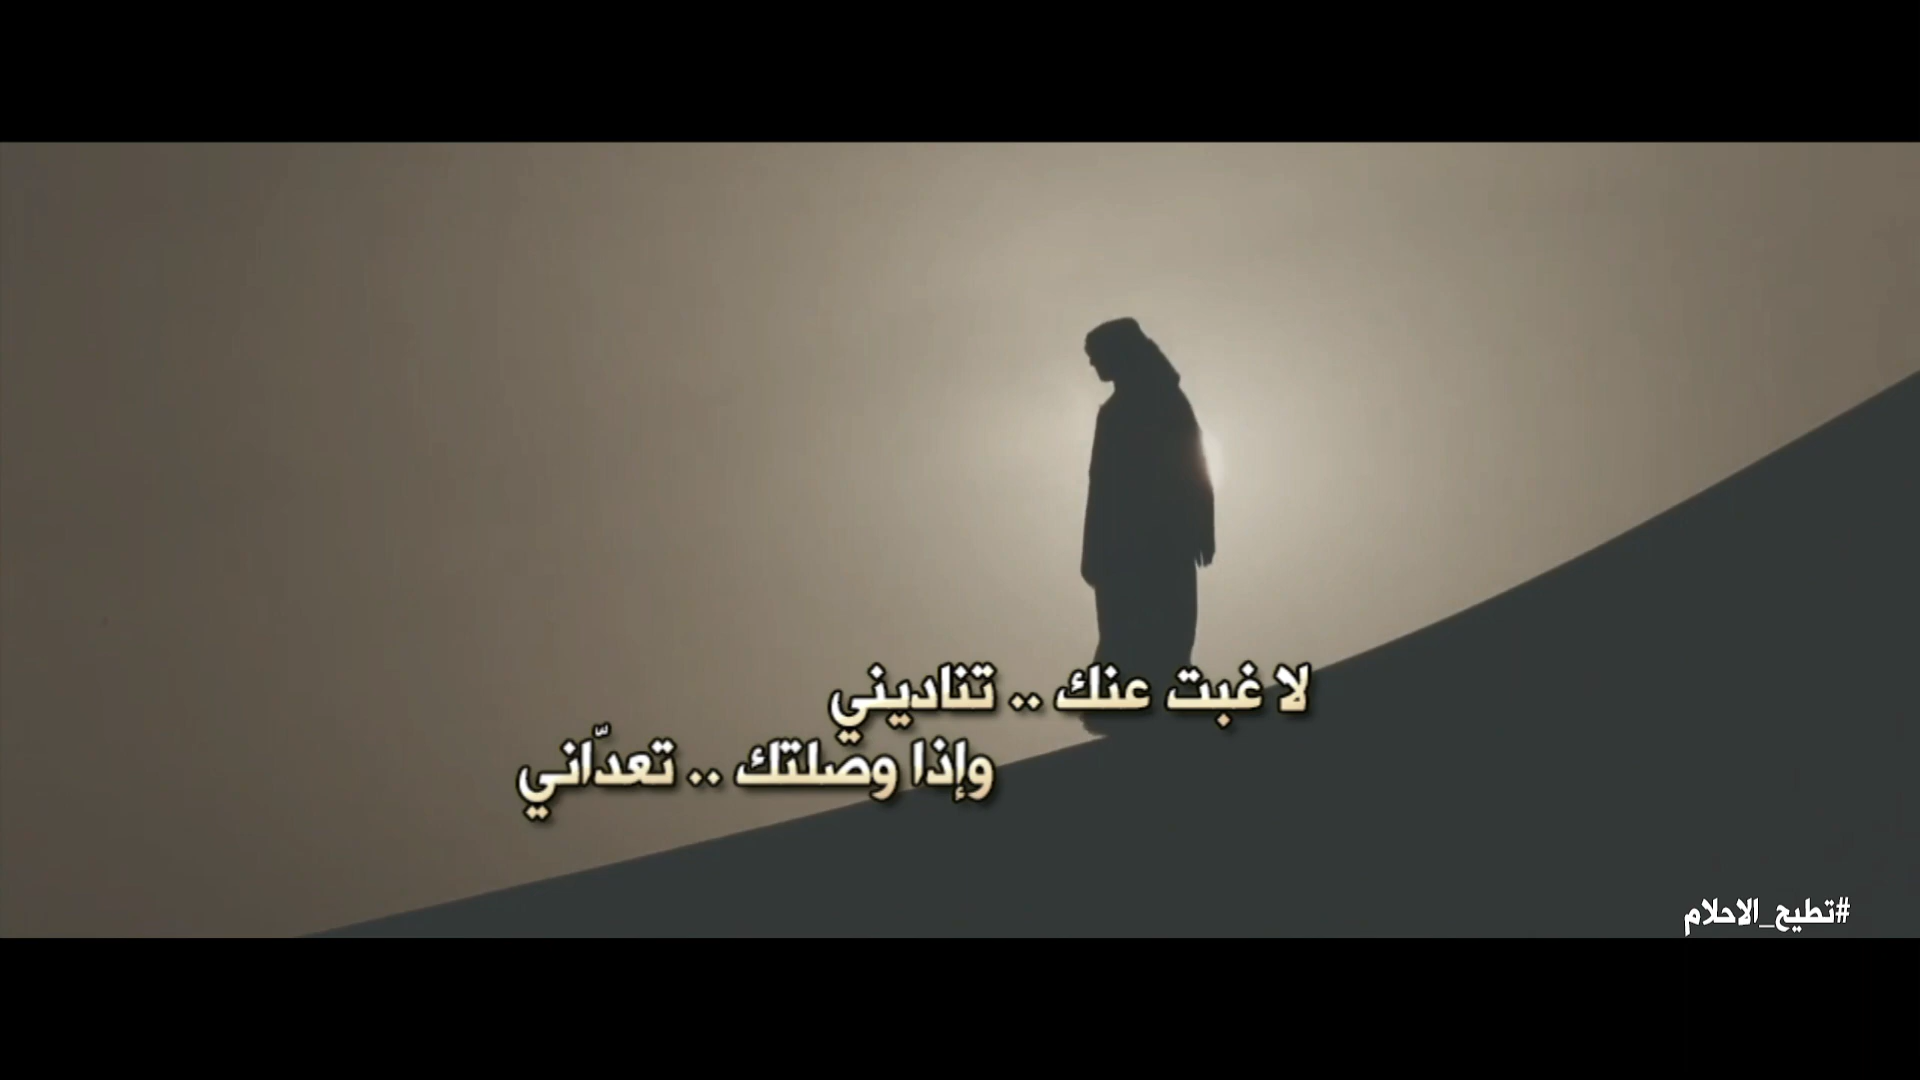 لا غبت عنك .. تناديني
وإذا وصلتك .. تعدّاني
#تطيح_الاحلام